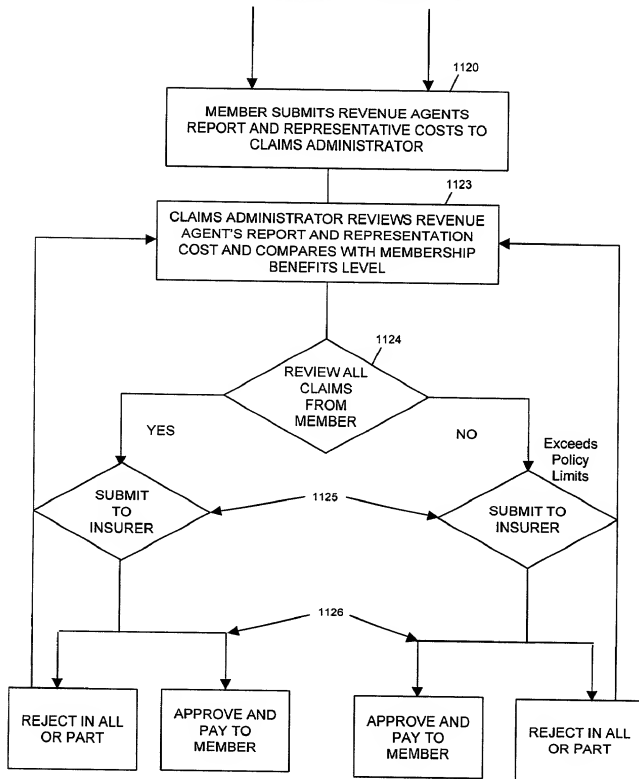 1120
MEMBER SUBMITS REVENUE AGENTS
REPORT AND REPRESENTATIVE COSTS TO
CLAIMS ADMINISTRATOR
1123
CLAIMS ADMINISTRATOR REVIEWS REVENUE
AGENT'S REPORT AND REPRESENTATION
COST AND COMPARES WITH MEMBERSHIP
BENEFITS LEVEL
1124
REVIEW ALL
CLAIMS
FROM
MEMBER
YES
NO
Exceeds
Policy
Limits
SUBMIT
TO
INSURER
1125
SUBMIT TO
INSURER
1126
REJECT IN ALL
OR PART
APPROVE AND
PAY TO
MEMBER
APPROVE AND
PAY TO
MEMBER
REJECT IN ALL
OR PART